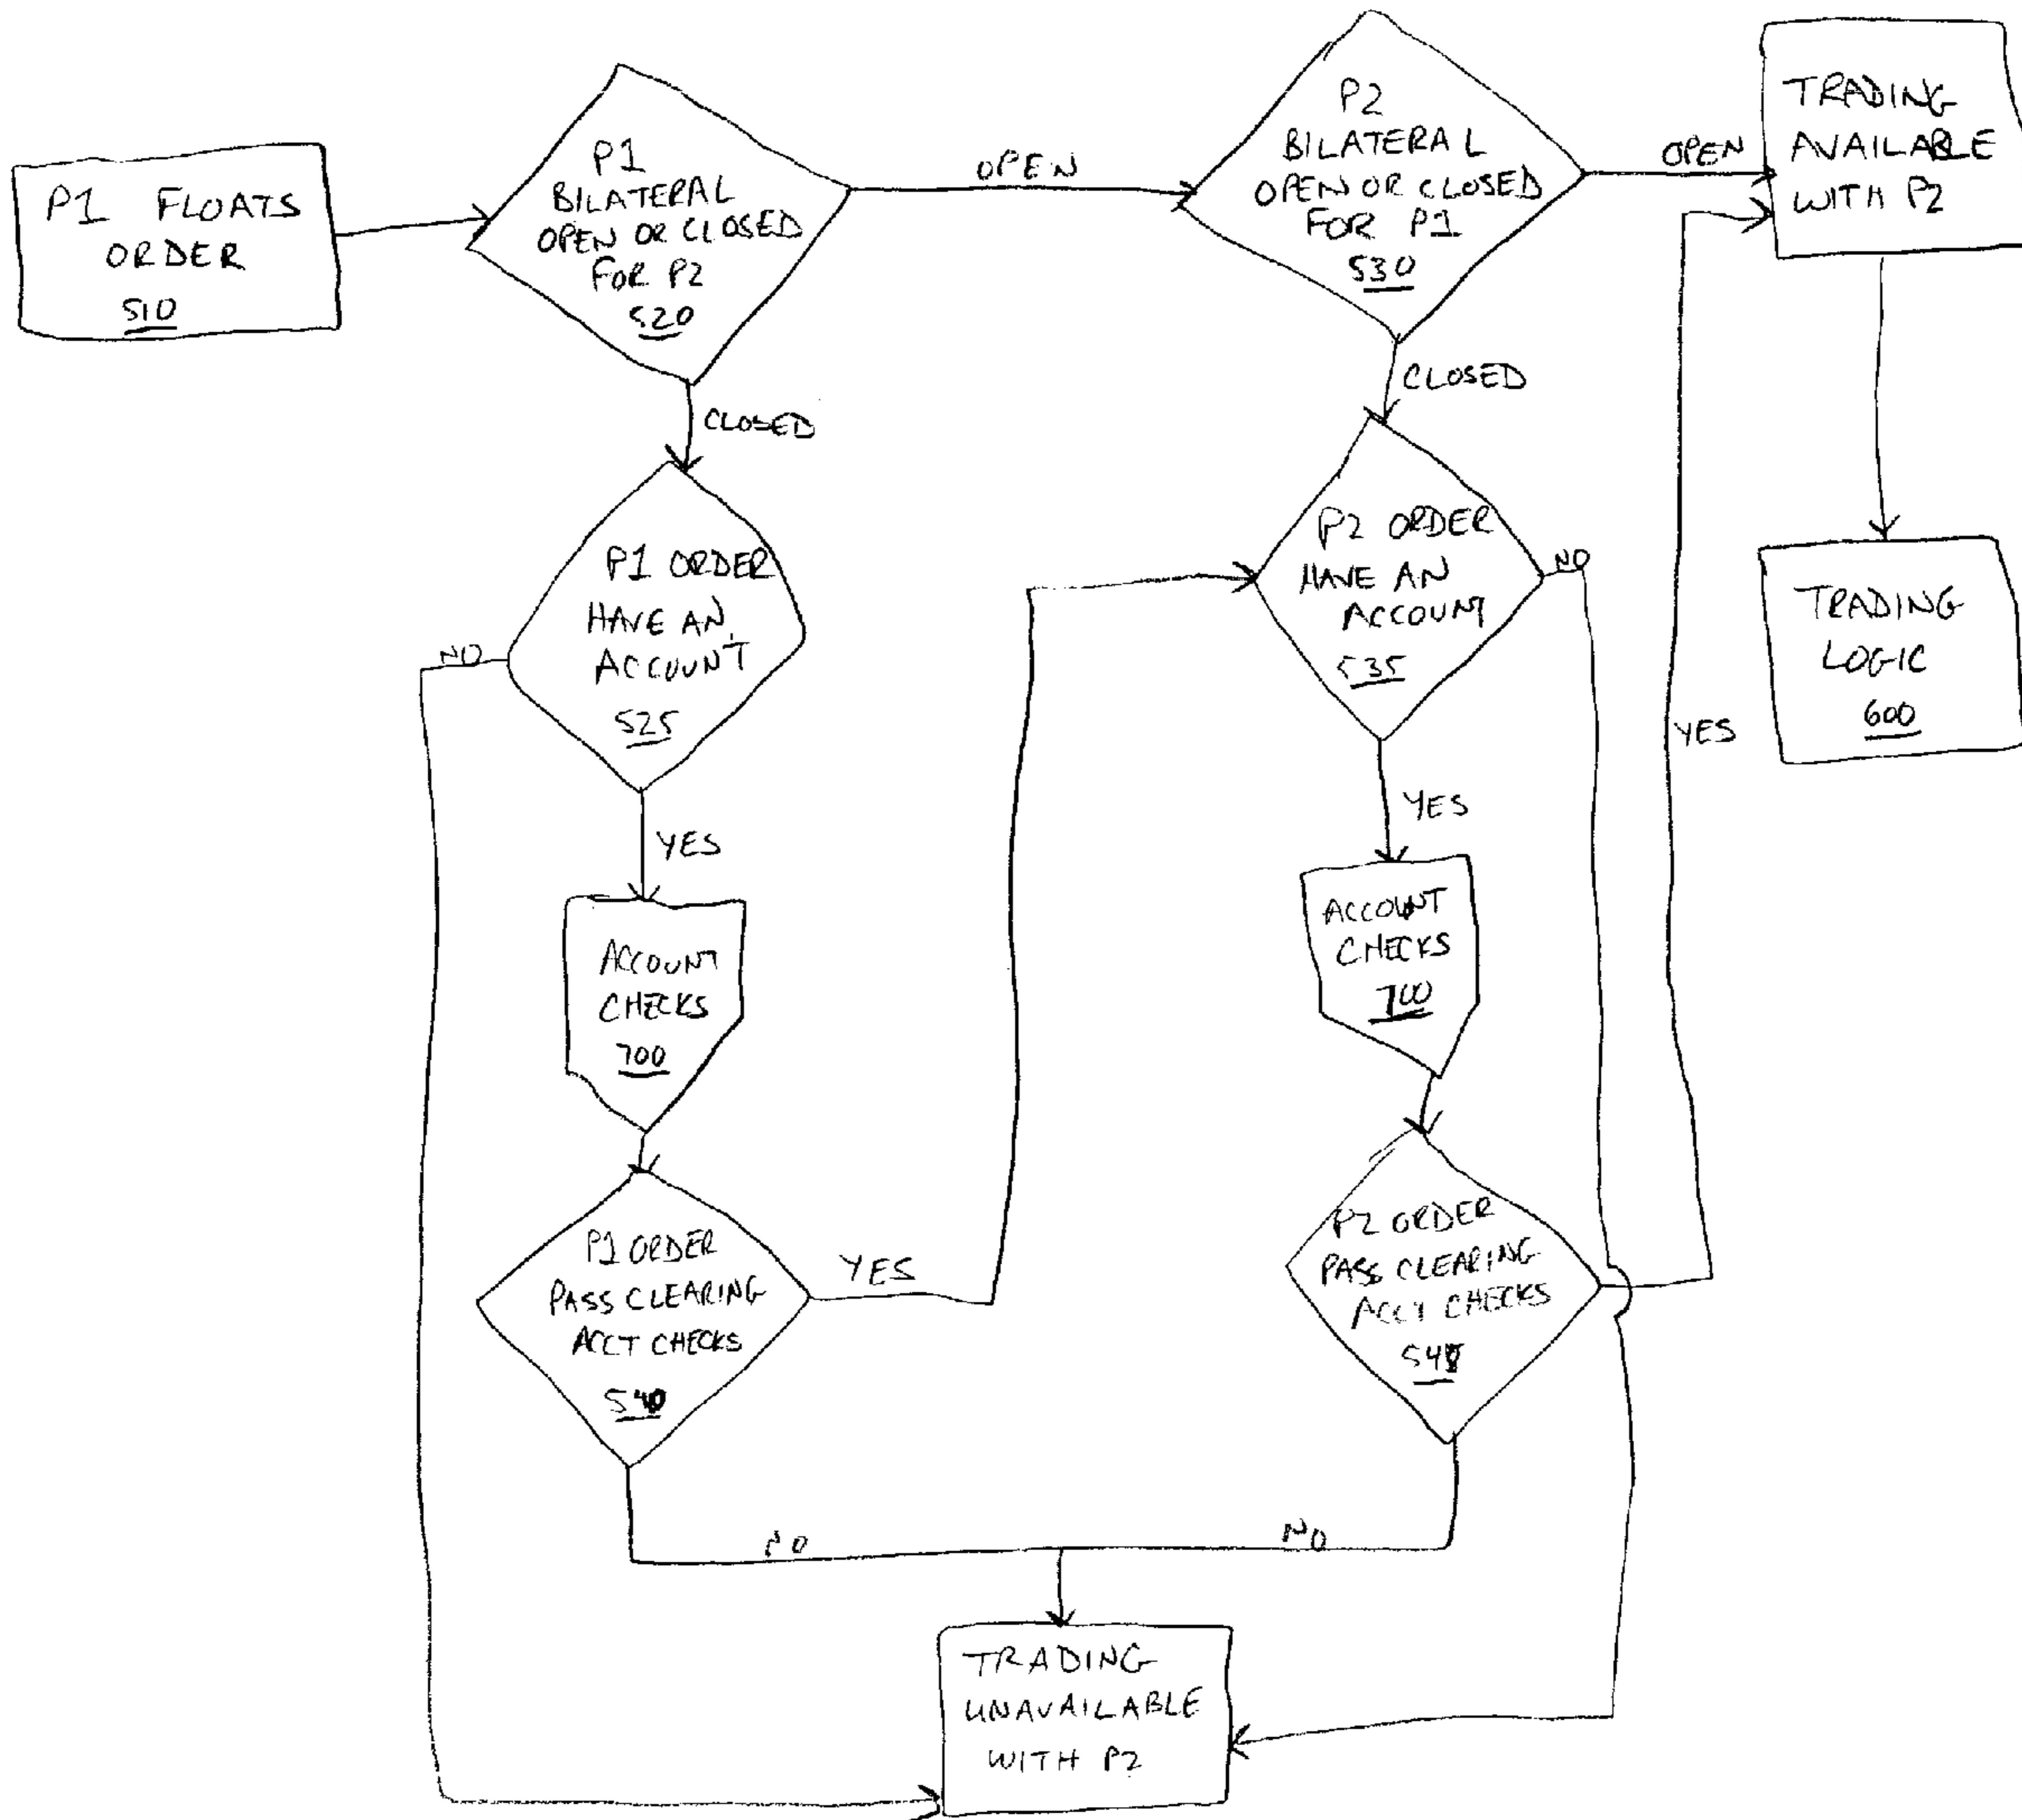 P1 FLOATS
ORDER
510
P1
BILATERAL
OPEN OR CLOSED
FOR P2
520
OPEN
P2
BILATERAL
OPEN OR CLOSED
FOR P1
530
OPEN
TRADING
AVAILABLE
WITH P2
CLOSED
CLOSED
P1 ORDER
HAVE AN
ACCOUNT
525
NO
P2 ORDER
HAVE AN
ACCOUNT
535
NO
TRADING
LOGIC
600
YES
YES
YES
ACCOUNT
CHECKS
700
ACCOUNT
CHECKS
700
P1 ORDER
PASS CLEARING
ACCT CHECKS
540
YES
P2 ORDER
PASS CLEARING
ACCT CHECKS
NO
NO
TRADING
UNAVAILABLE
WITH P2